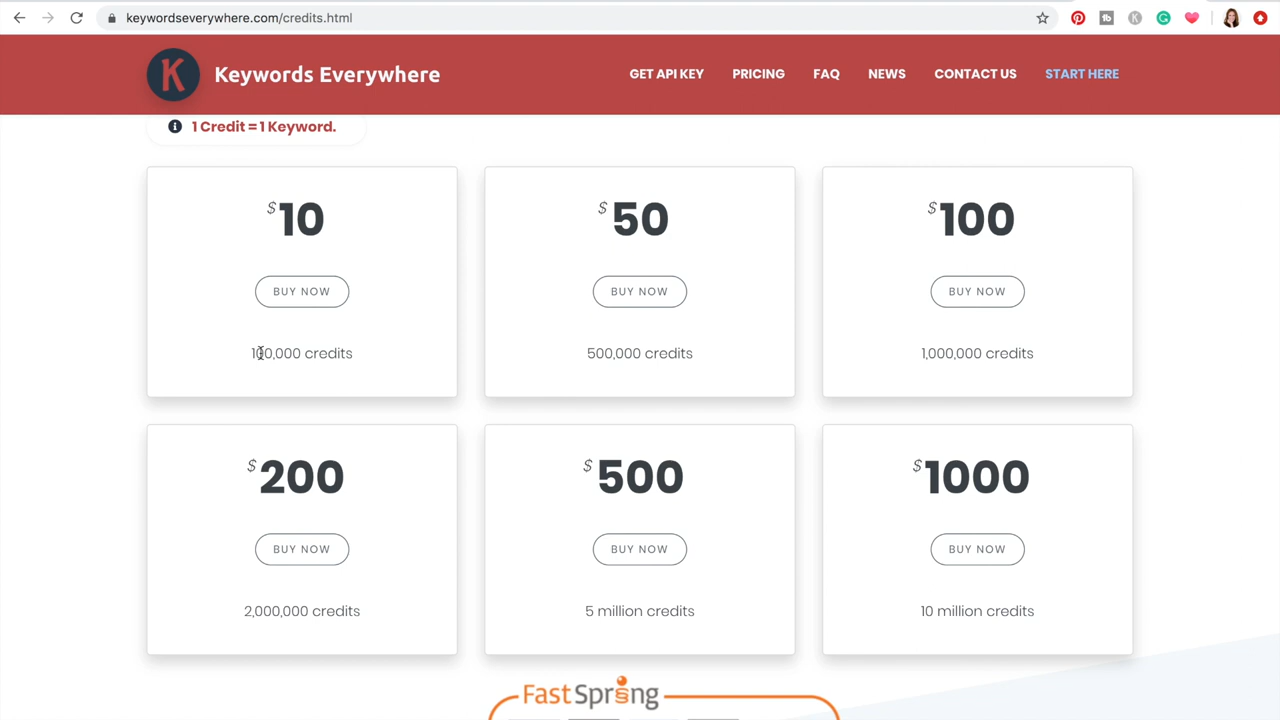 keywordseverywhere.com/credits.html
K Keywords Everywhere
GET API KEY PRICING FAQ NEWS CONTACT US START HERE
1 Credit = 1 Keyword.
$10 $50 $100
BUY NOW BUY NOW BUY NOW
100,000 credits 500,000 credits 1,000,000 credits
$200 $500 $1000
BUY NOW BUY NOW BUY NOW
2,000,000 credits 5 million credits 10 million credits
FastSpring